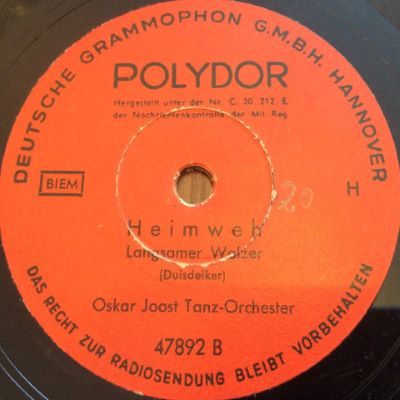 DEUTSCHE GRAMMOPHON G.M.B.H. HANNOVER
POLYDOR
Hergestellt unter der Nr. C. 30 212 E.
der Nachrichtenkontrolle der Mil.-Reg
BIEM
H
20
Heimweh
Langsamer Walzer
(Duisdeiker)
Oskar Joost Tanz-Orchester
47892 B
DAS RECHT ZUR RADIOSENDUNG BLEIBT VORBEHALTEN